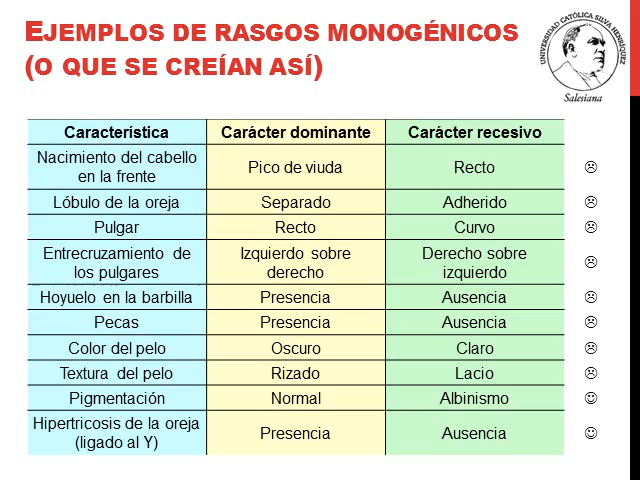 EJEMPLOS DE RASGOS MONOGÉNICOS
(O QUE SE CREÍAN ASÍ)
UNIVERSIDAD CATÓLICA SILVA HENRÍQUEZ
Salesiana
Característica Carácter dominante Carácter recesivo
Nacimiento del cabello
en la frente
Pico de viuda Recto ☹
Lóbulo de la oreja Separado Adherido ☹
Pulgar Recto Curvo ☹
Entrecruzamiento de
los pulgares
Izquierdo sobre
derecho
Derecho sobre
izquierdo
☹
Hoyuelo en la barbilla Presencia Ausencia ☹
Pecas Presencia Ausencia ☹
Color del pelo Oscuro Claro ☹
Textura del pelo Rizado Lacio ☹
Pigmentación Normal Albinismo ☺
Hipertricosis de la oreja
(ligado al Y)
Presencia Ausencia ☺